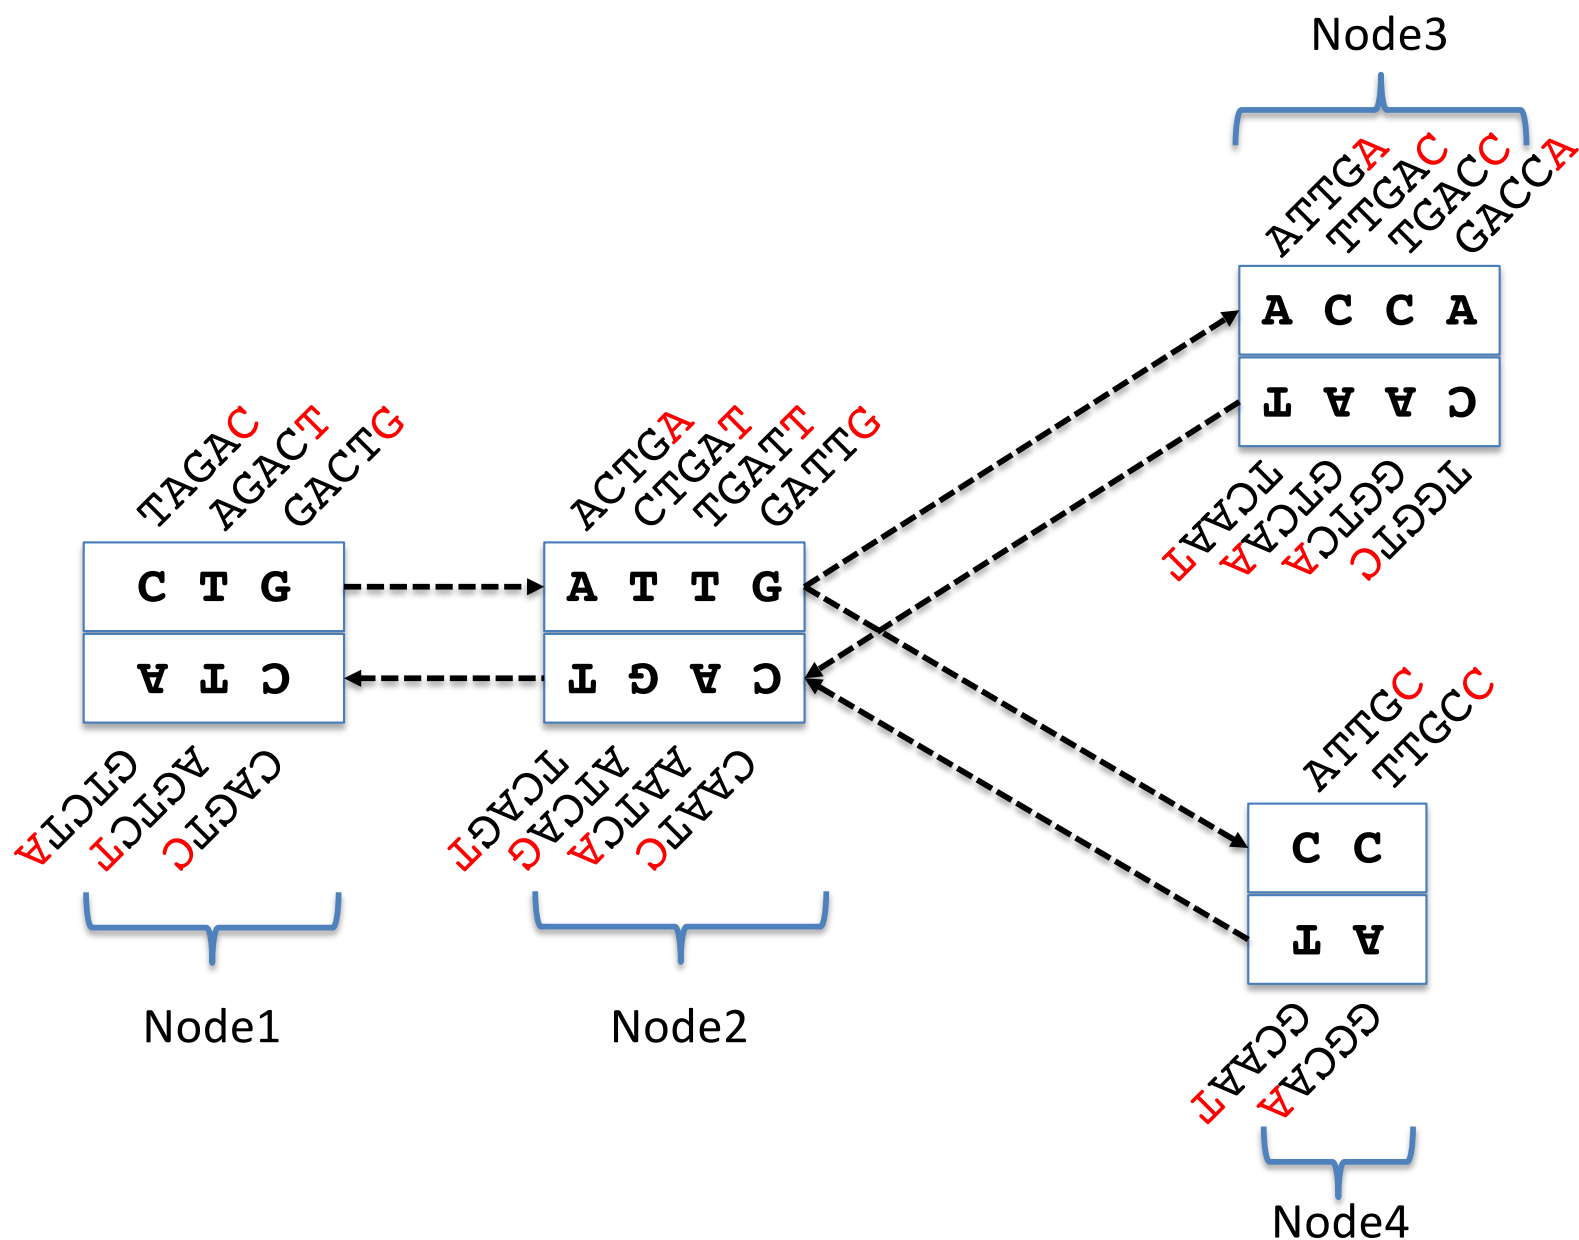 Node3
ATTGA
TTGAC
TGACC
GACCA
A C C A
T A A C
TCAAT
GTCAA
GGTCA
TGGTC
TAGAC
AGACT
GACTG
C T G
A T C
GTCTA
AGTCT
CAGTC
Node1
ACTGA
CTGAT
TGATT
GATTG
A T T G
T G A C
TCAGT
ATCAG
AATCA
CAATC
Node2
ATTGC
TTGCC
C C
T A
GCAAT
GGCAA
Node4